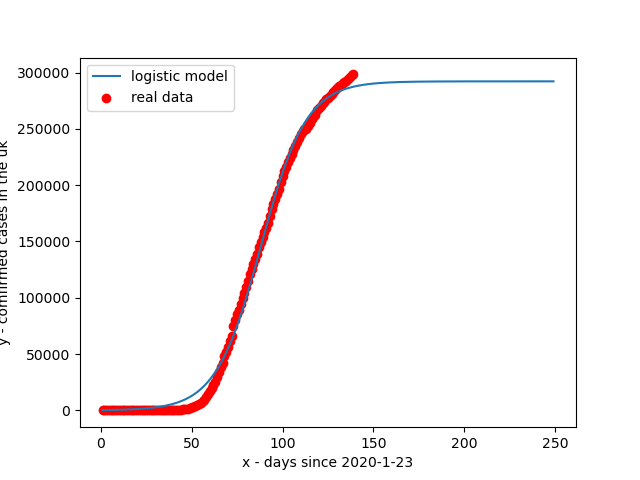 logistic model
real data
300000
250000
200000
150000
100000
50000
0
y - comfirmed cases in the uk
0 50 100 150 200 250
x - days since 2020-1-23